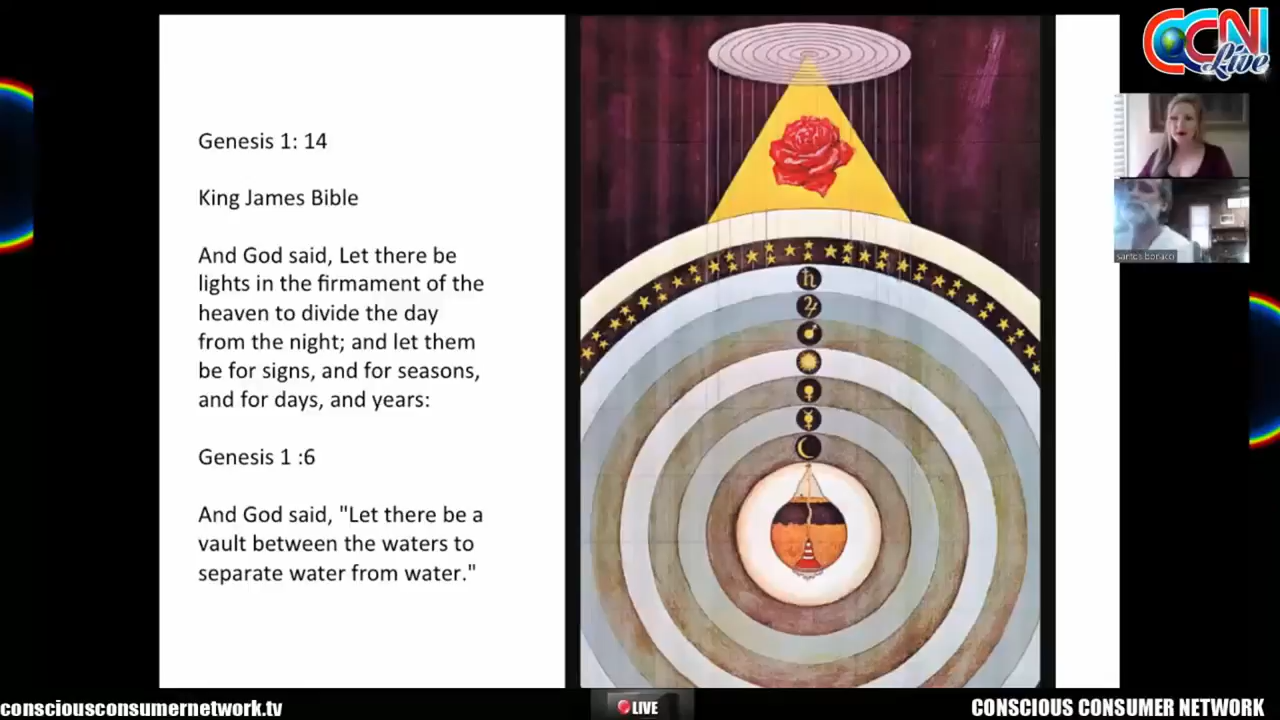 Genesis 1: 14
King James Bible
And God said, Let there be
lights in the firmament of the
heaven to divide the day
from the night; and let them
be for signs, and for seasons,
and for days, and years:
Genesis 1 :6
And God said, "Let there be a
vault between the waters to
separate water from water."
CCN
Live
santos bonacci
consciousconsumernetwork.tv
LIVE
CONSCIOUS CONSUMER NETWORK